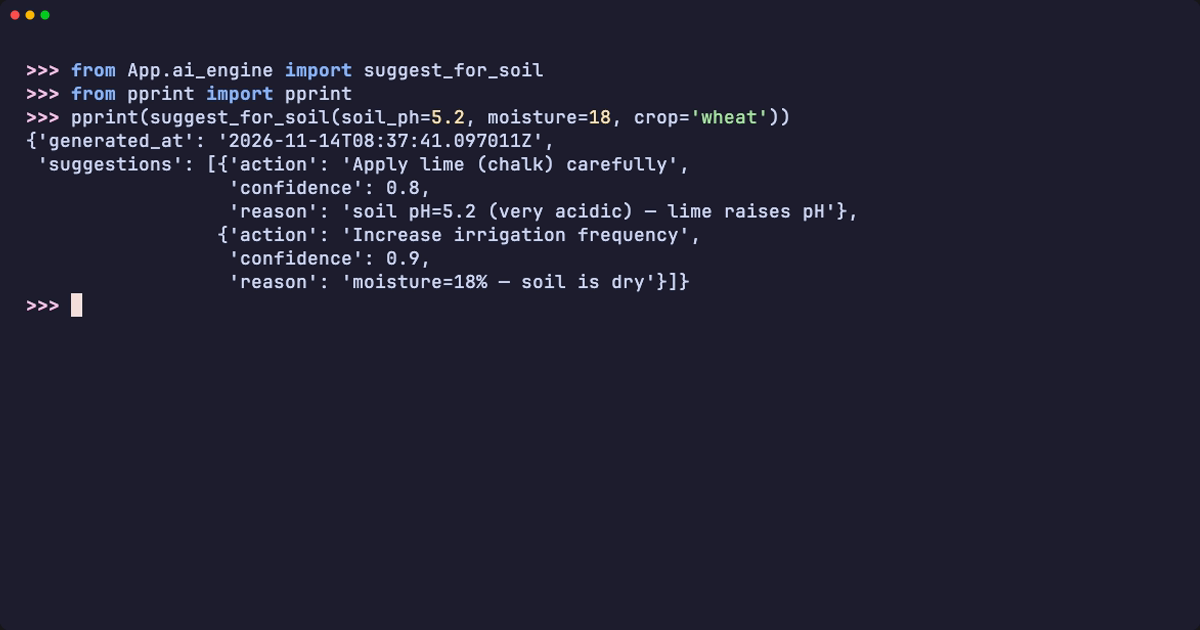 >>> from App.ai_engine import suggest_for_soil
>>> from pprint import pprint
>>> pprint(suggest_for_soil(soil_ph=5.2, moisture=18, crop='wheat'))
{'generated_at': '2026-11-14T08:37:41.097011Z',
 'suggestions': [{'action': 'Apply lime (chalk) carefully',
                  'confidence': 0.8,
                  'reason': 'soil pH=5.2 (very acidic) — lime raises pH'},
                 {'action': 'Increase irrigation frequency',
                  'confidence': 0.9,
                  'reason': 'moisture=18% — soil is dry'}]}
>>>